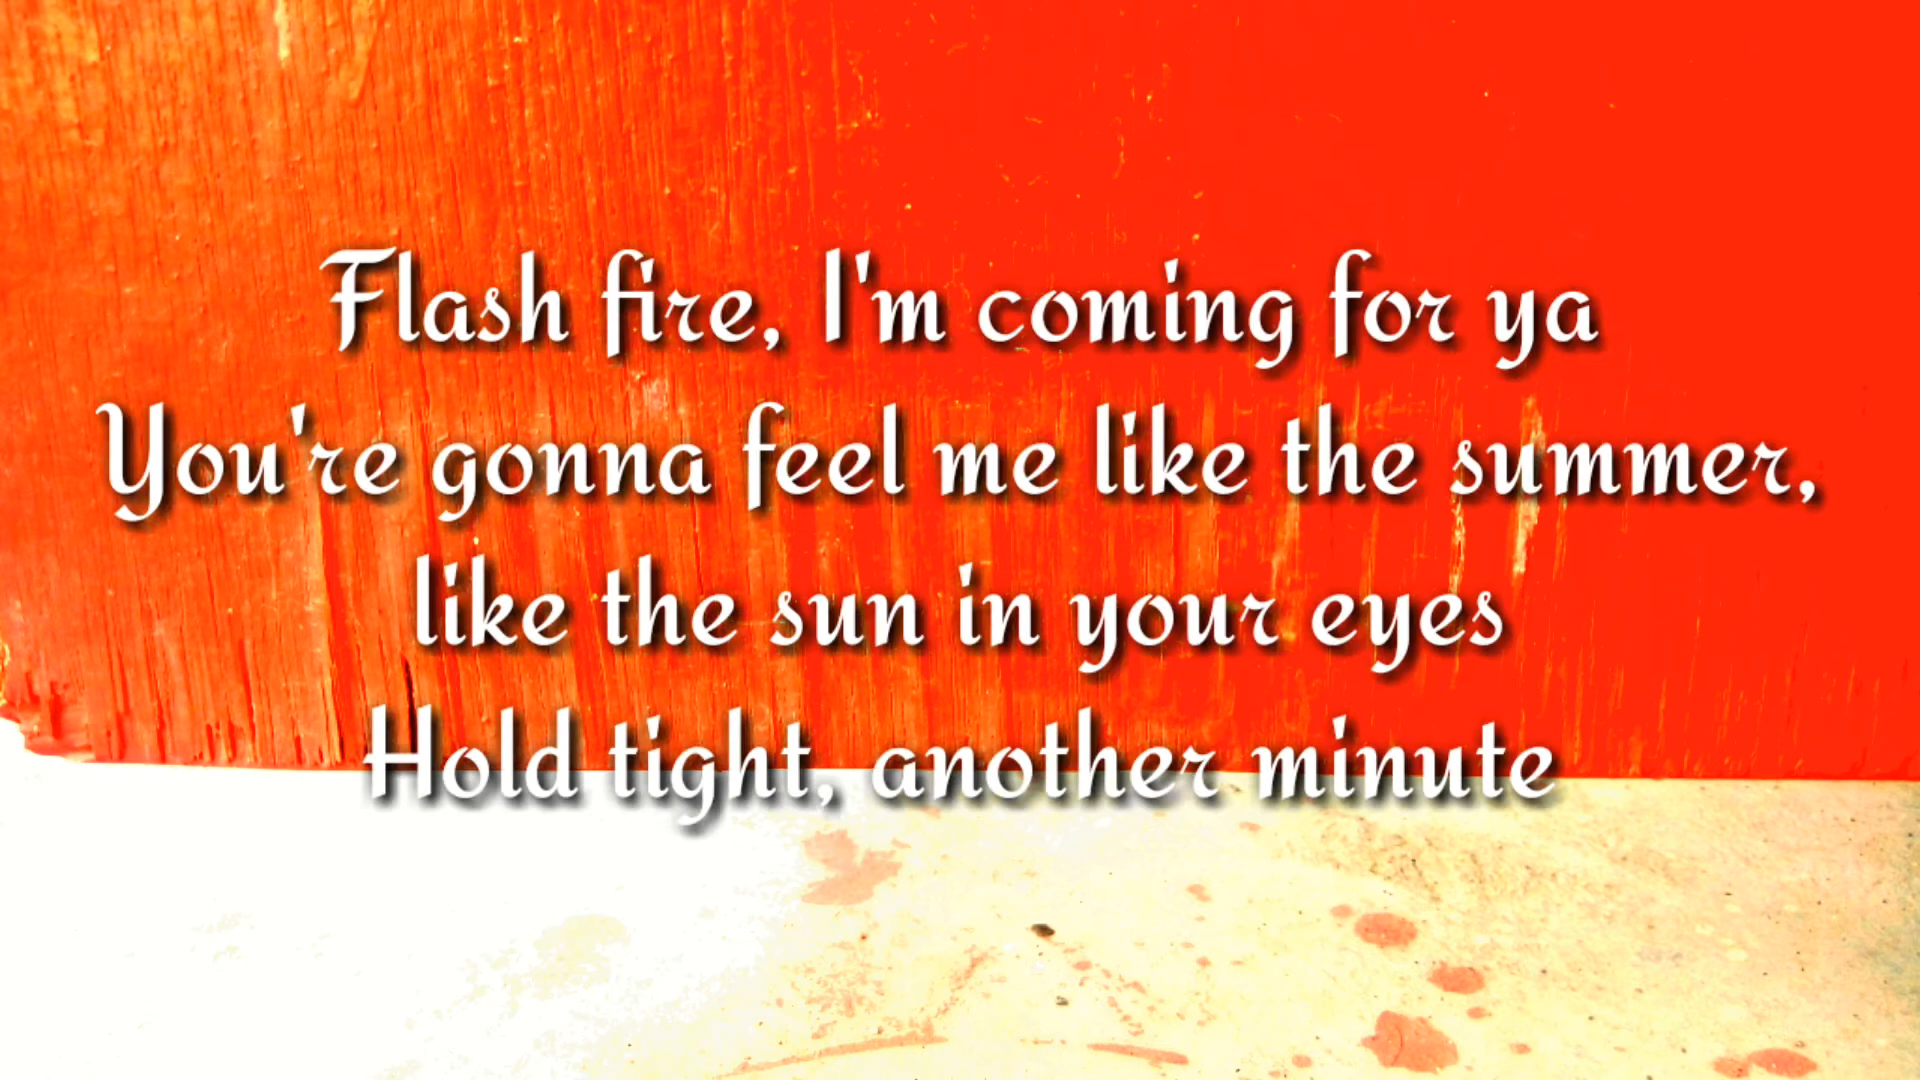 Flash fire, I'm coming for ya
You're gonna feel me like the summer,
like the sun in your eyes
Hold tight, another minute